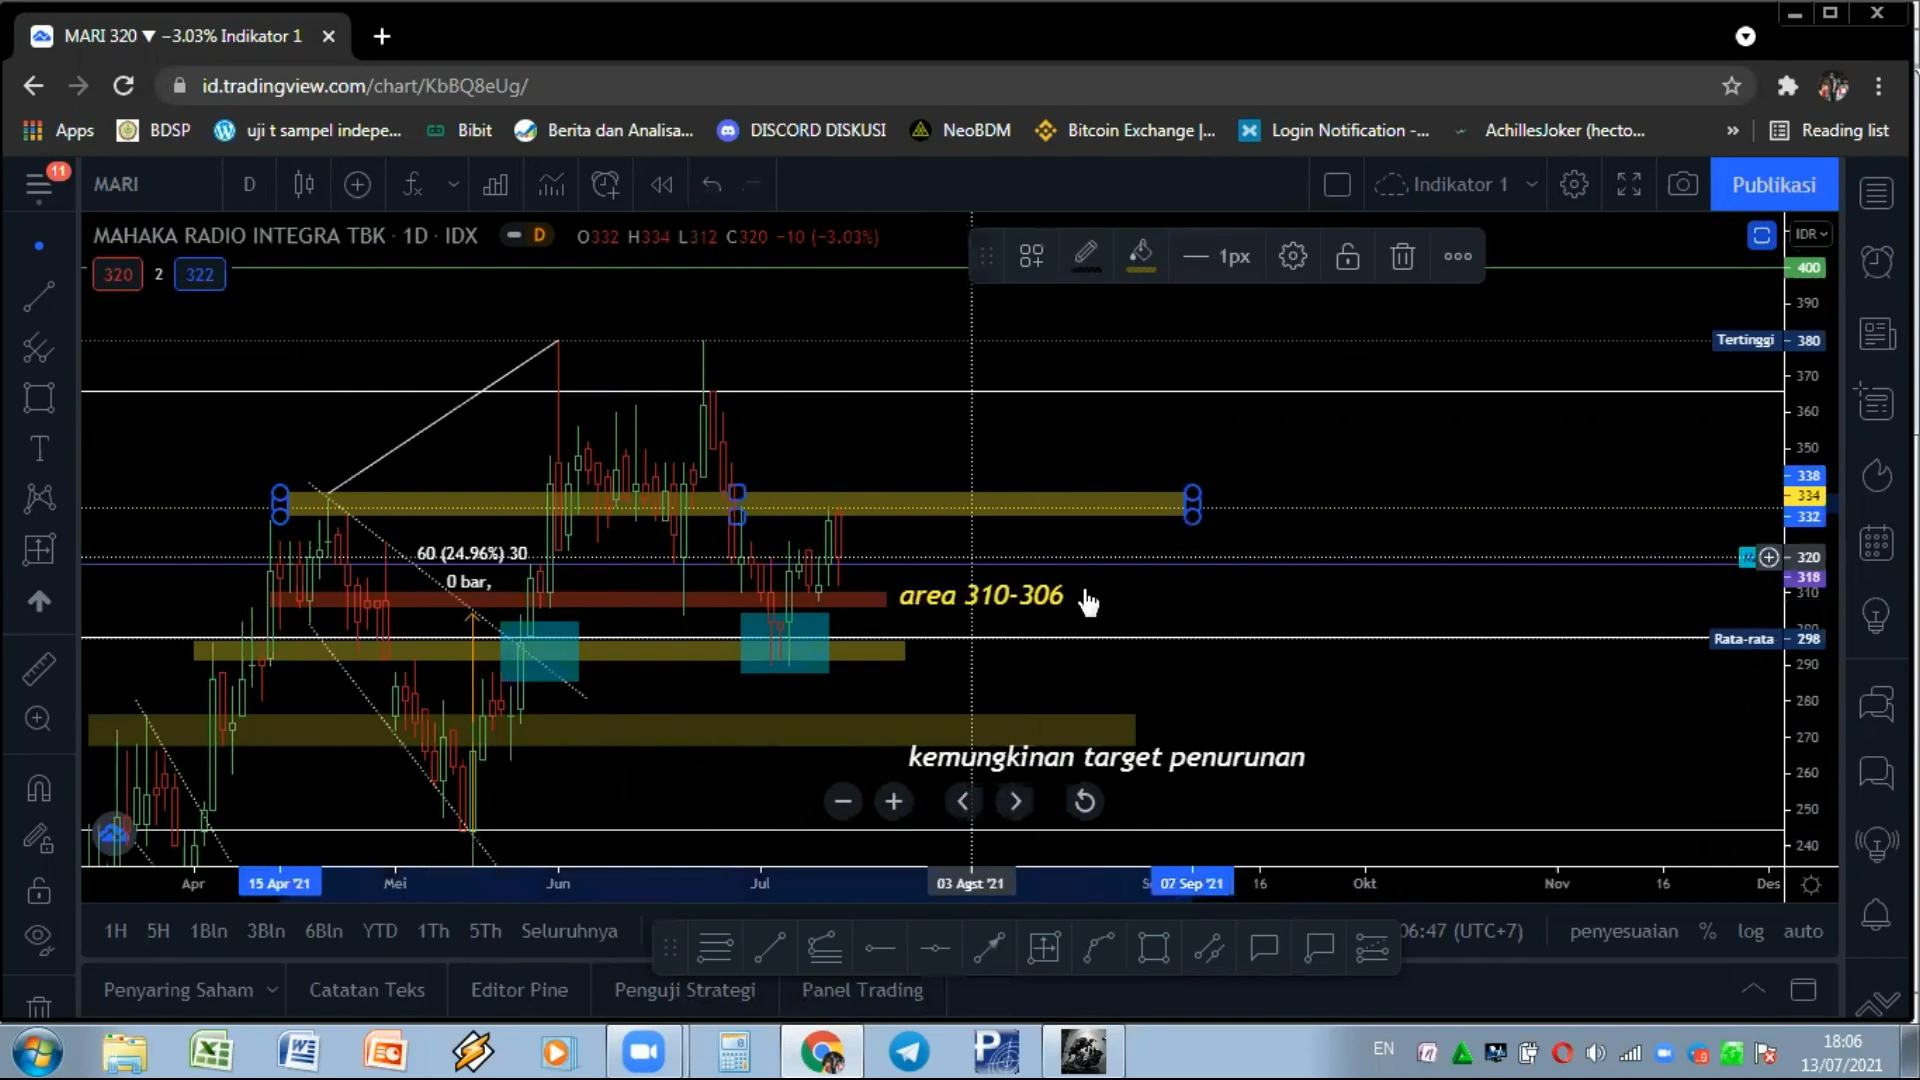 MARI 320 ▼ −3.03% Indikator 1
id.tradingview.com/chart/KbBQ8eUg/
Apps BDSP uji t sampel indepe... Bibit Berita dan Analisa... DISCORD DISKUSI NeoBDM Bitcoin Exchange |... Login Notification -... AchillesJoker (hecto... » Reading list
11
MARI D Indikator 1 Publikasi
MAHAKA RADIO INTEGRA TBK · 1D · IDX D O332 H334 L312 C320 −10 (−3.03%)
IDR
1px
320 2 322
400
390
Tertinggi 380
370
360
350
338
334
332
60 (24.96%) 30
320
0 bar,
318
area 310-306
310
Rata-rata 298
290
280
270
kemungkinan target penurunan
260
250
240
Apr 15 Apr '21 Mei Jun Jul 03 Agst '21 07 Sep '21 16 Okt Nov 16 Des
1H 5H 1Bln 3Bln 6Bln YTD 1Th 5Th Seluruhnya 06:47 (UTC+7) penyesuaian % log auto
Penyaring Saham Catatan Teks Editor Pine Penguji Strategi Panel Trading
EN
18:06
13/07/2021